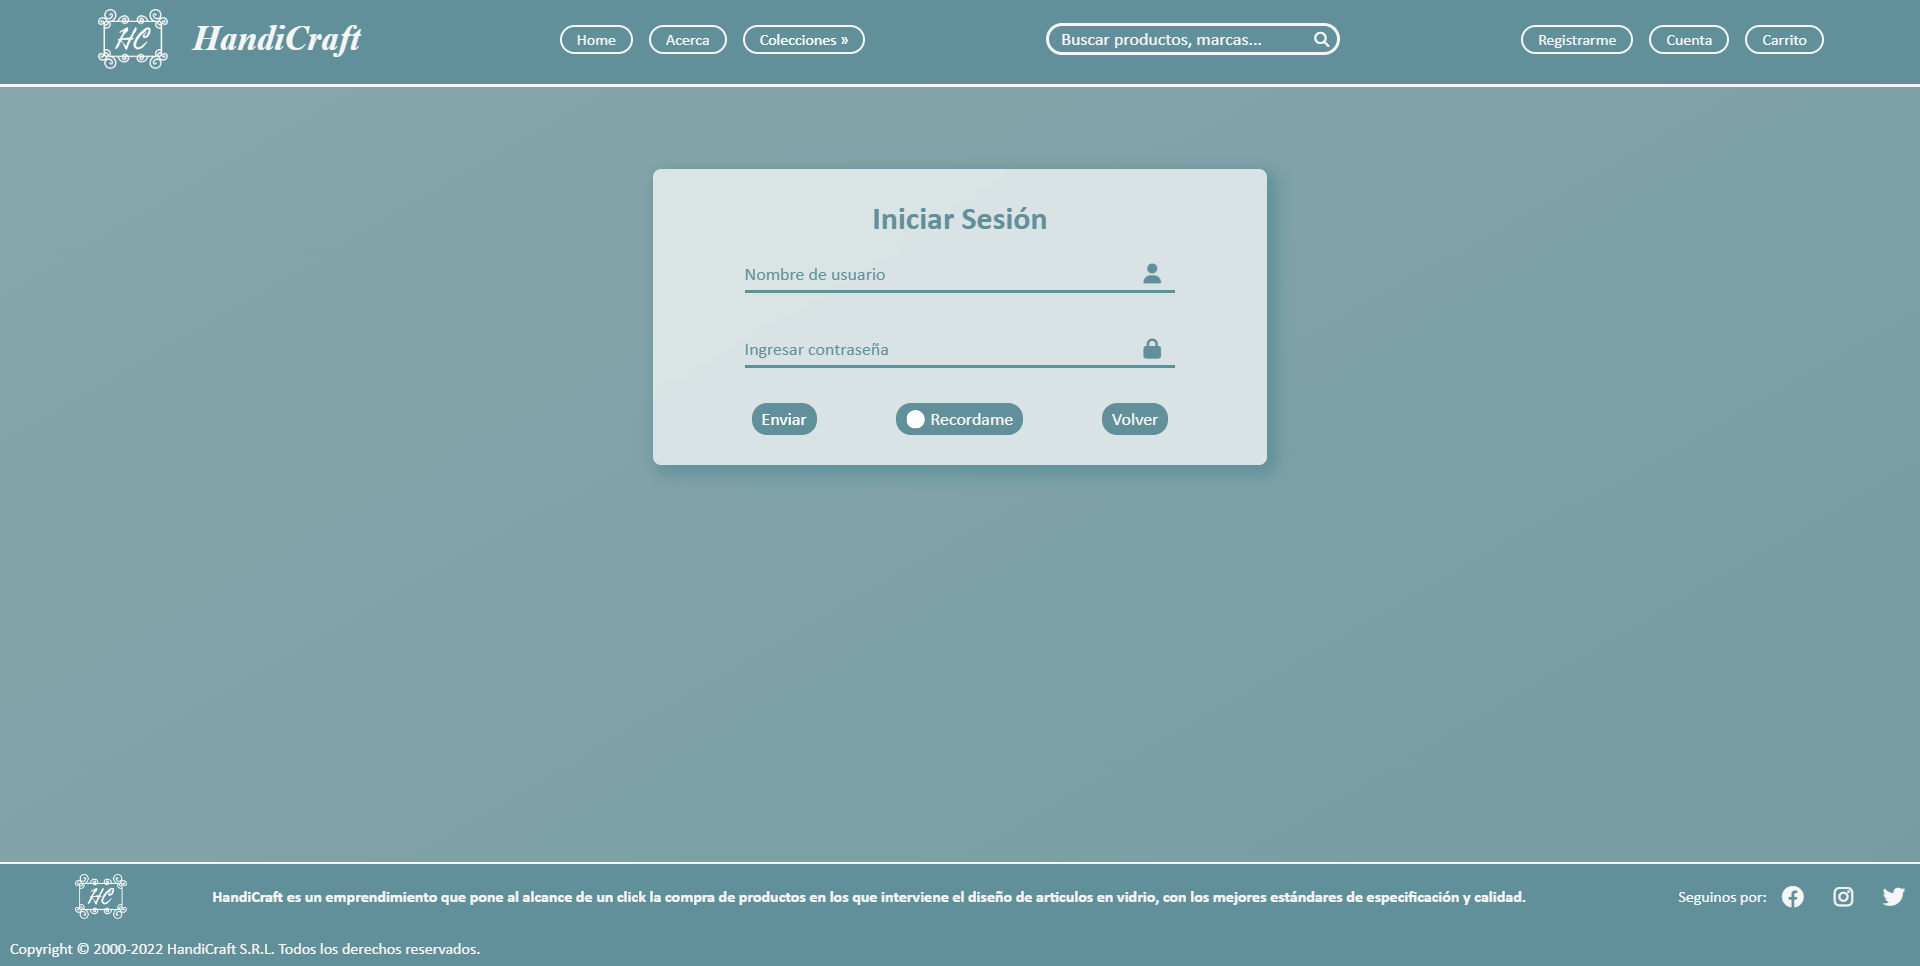 HC HandiCraft Home Acerca Colecciones » Buscar productos, marcas... Registrarme Cuenta Carrito
Iniciar Sesión
Nombre de usuario
Ingresar contraseña
Enviar Recordame Volver
HC HandiCraft es un emprendimiento que pone al alcance de un click la compra de productos en los que interviene el diseño de articulos en vidrio, con los mejores estándares de especificación y calidad. Seguinos por:
Copyright © 2000-2022 HandiCraft S.R.L. Todos los derechos reservados.